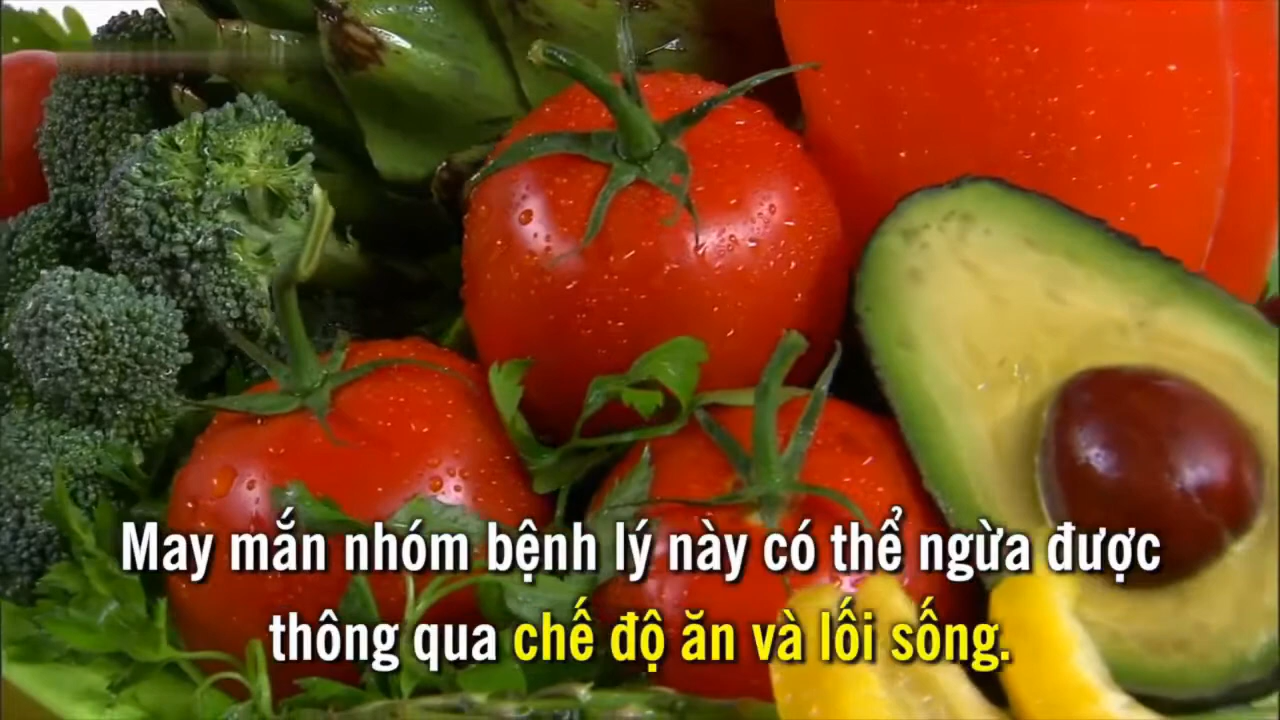 May mắn nhóm bệnh lý này có thể ngừa được
thông qua chế độ ăn và lối sống.